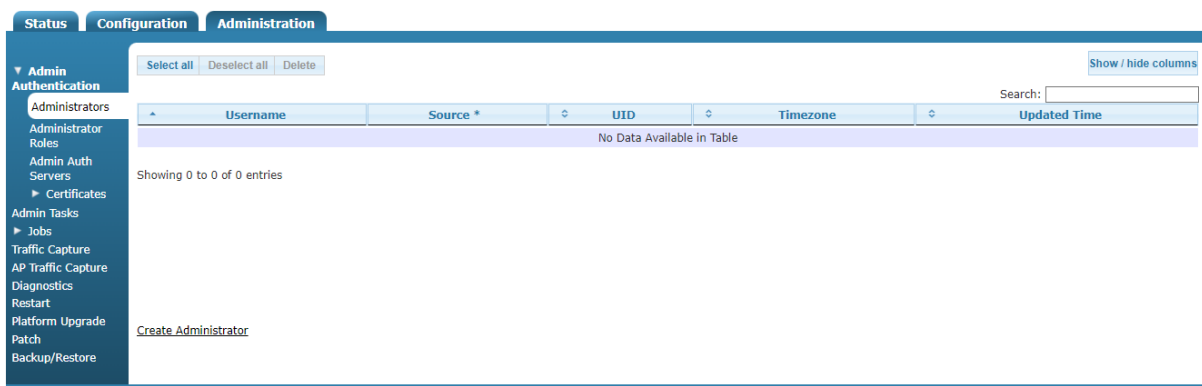 Status Configuration Administration
Select all Deselect all Delete Show / hide columns
Search:
Username Source * UID Timezone Updated Time
No Data Available in Table
Showing 0 to 0 of 0 entries
Create Administrator
Admin
Authentication
Administrators
Administrator
Roles
Admin Auth
Servers
Certificates
Admin Tasks
Jobs
Traffic Capture
AP Traffic Capture
Diagnostics
Restart
Platform Upgrade
Patch
Backup/Restore